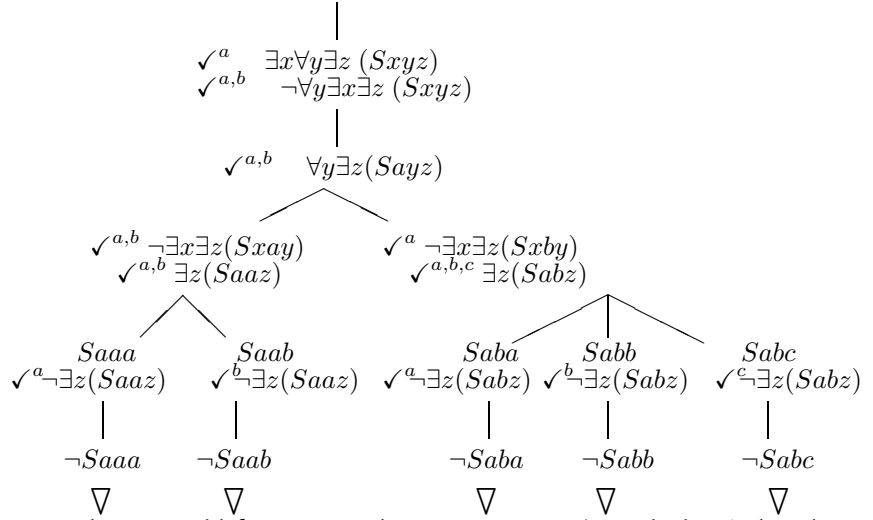 ✓^a ∃x∀y∃z (Sxyz)
✓^{a,b} ¬∀y∃x∃z (Sxyz)
✓^{a,b} ∀y∃z(Sayz)
✓^{a,b} ¬∃x∃z(Sxay) ✓^a ¬∃x∃z(Sxby)
✓^{a,b} ∃z(Saaz) ✓^{a,b,c} ∃z(Sabz)
Saaa Saab Saba Sabb Sabc
✓^a ¬∃z(Saaz) ✓^b ¬∃z(Saaz) ✓^a ¬∃z(Sabz) ✓^b ¬∃z(Sabz) ✓^c ¬∃z(Sabz)
¬Saaa ¬Saab ¬Saba ¬Sabb ¬Sabc